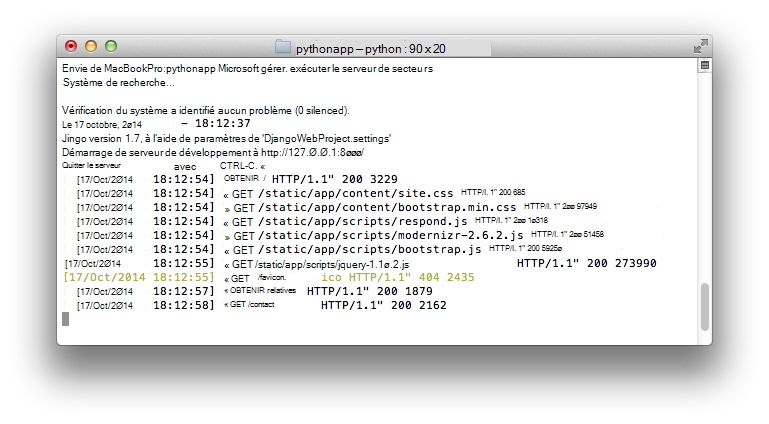 pythonapp – python : 90 x 20
Envie de MacBookPro:pythonapp Microsoft gérer. exécuter le serveur de secteurs
Système de recherche...
Vérification du système a identifié aucun problème (0 silenced).
Le 17 octobre, 2ø14 – 18:12:37
Jingo version 1.7, à l'aide de paramètres de 'DjangoWebProject.settings'
Démarrage de serveur de développement à http://127.Ø.Ø.1:8øøø/
Quitter le serveur avec CTRL-C. «
[17/Oct/2Ø14 18:12:54] OBTENIR / HTTP/1.1" 200 3229
[17/Oct/2Ø14 18:12:54] « GET /static/app/content/site.css HTTP/l. 1" 200 685
[17/Oct/2Ø14 18:12:54] » GET /static/app/content/bootstrap.min.css HTTP/l. 1" 2øø 97949
[17/Oct/2Ø14 18:12:54] « GET /static/app/scripts/respond.js HTTP/l. 1" 2øø 1ø318
[17/Oct/2Ø14 18:12:54] » GET /static/app/scripts/modernizr-2.6.2.js HTTP/l. 1" 2øø 51458
[17/Oct/2Ø14 18:12:54] « GET /static/app/scripts/bootstrap.js HTTP/l. 1" 200 5925ø
[17/Oct/2Ø14 18:12:55] « GET /static/app/scripts/jquery-1.1ø.2.js HTTP/1.1" 200 273990
[17/Oct/2014 18:12:55] « GET /favicon. ico HTTP/1.1" 404 2435
[17/Oct/2Ø14 18:12:57] « OBTENIR relatives HTTP/1.1" 200 1879
[17/Oct/2Ø14 18:12:58] « GET /contact HTTP/1.1" 200 2162